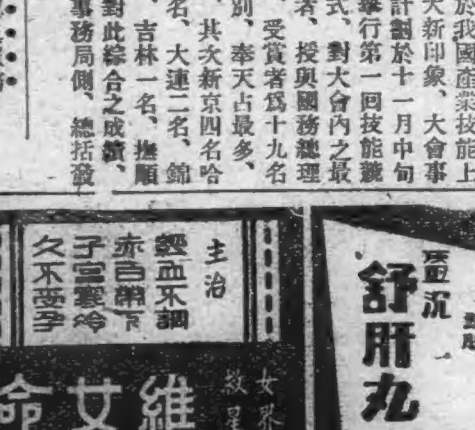 於我國產業技能上
大新印象、大會事
計劃於十一月中旬
舉行第一回技能競
式、對大會內之最
者、授與國務總理
、受賞者爲十九名
別、奉天占最多、
、其次新京四名哈
名、大連二名、錦
、吉林一名、撫順
對此綜合之成績、
事務局側、總括發
沉
舒肝丸
女界
救星
維女命
主治
經血不調
赤白帶下
子宮寒冷
久不受孕